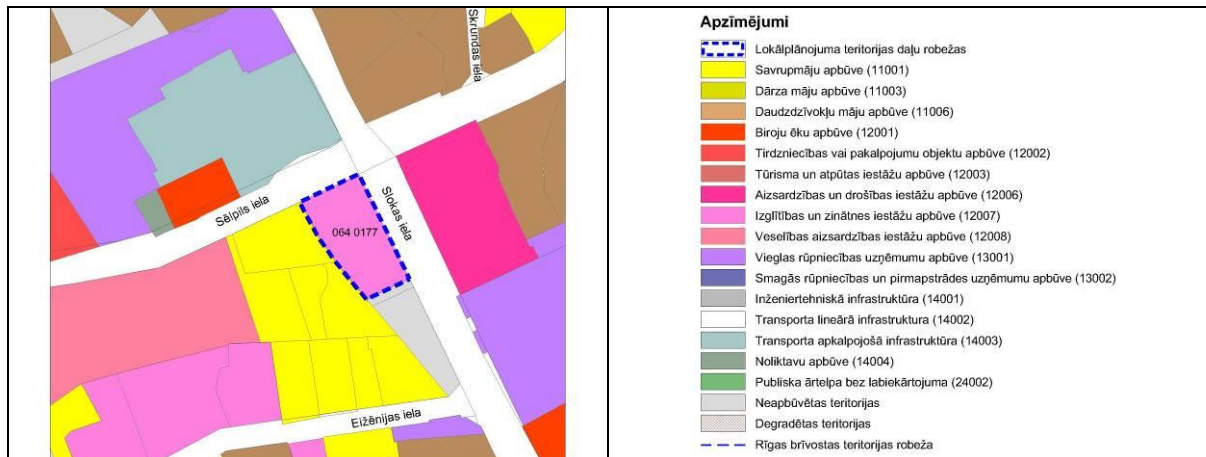 Skrundas iela
Sēlpils iela
Slokas iela
064 0177
Eižēnijas iela
Apzīmējumi
Lokālplānojuma teritorijas daļu robežas
Savrupmāju apbūve (11001)
Dārza māju apbūve (11003)
Daudzdzīvokļu māju apbūve (11006)
Biroju ēku apbūve (12001)
Tirdzniecības vai pakalpojumu objektu apbūve (12002)
Tūrisma un atpūtas iestāžu apbūve (12003)
Aizsardzības un drošības iestāžu apbūve (12006)
Izglītības un zinātnes iestāžu apbūve (12007)
Veselības aizsardzības iestāžu apbūve (12008)
Vieglas rūpniecības uzņēmumu apbūve (13001)
Smagās rūpniecības un pirmapstrādes uzņēmumu apbūve (13002)
Inženiertehniskā infrastruktūra (14001)
Transporta lineārā infrastruktura (14002)
Transporta apkalpojošā infrastruktūra (14003)
Noliktavu apbūve (14004)
Publiska ārtelpa bez labiekārtojuma (24002)
Neapbūvētas teritorijas
Degradētas teritorijas
Rīgas brīvostas teritorijas robeža